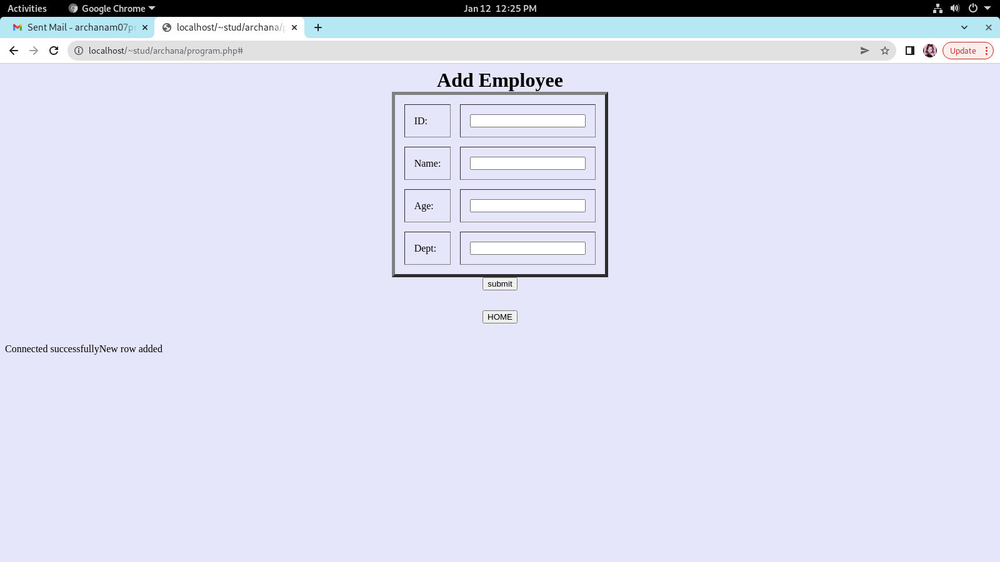 Activities Google Chrome Jan 12 12:25 PM
Sent Mail - archanam07pr localhost/~stud/archana/p
localhost/~stud/archana/program.php# Update
Add Employee
ID:
Name:
Age:
Dept:
submit
HOME
Connected successfullyNew row added